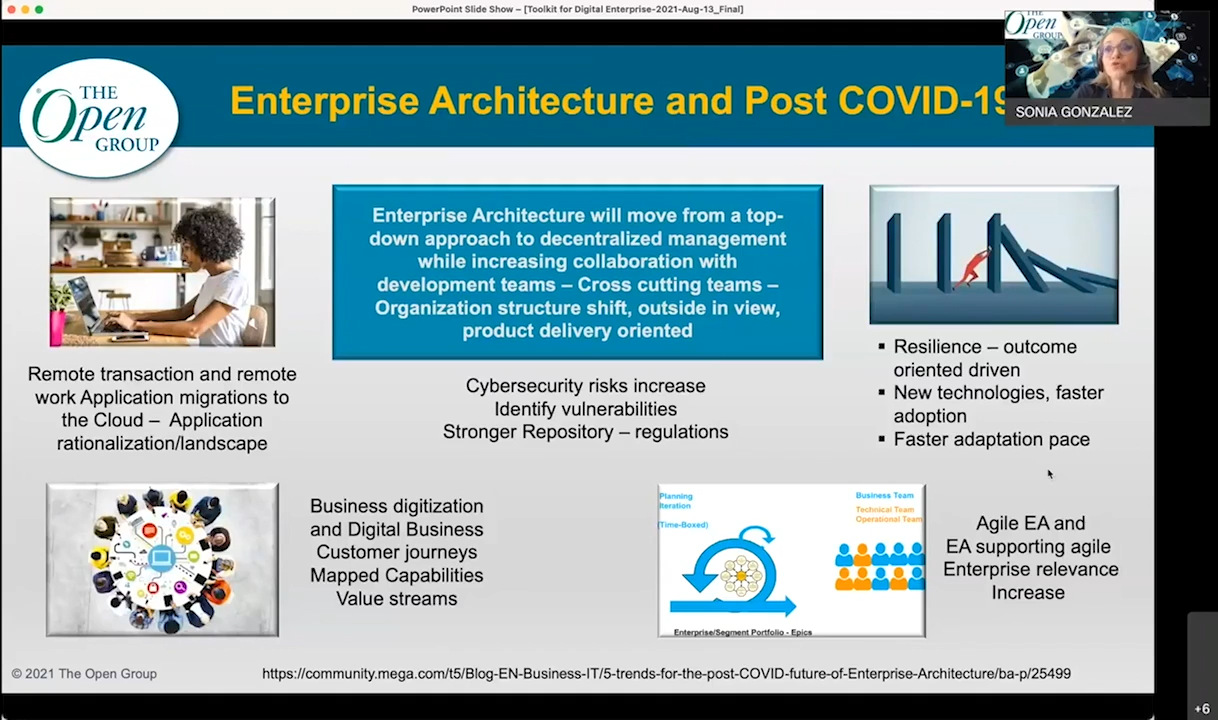 PowerPoint Slide Show – [Toolkit for Digital Enterprise-2021-Aug-13_Final]
THE
Open
GROUP
Enterprise Architecture and Post COVID-19
THE
Open
GROUP
SONIA GONZALEZ
Enterprise Architecture will move from a top-
down approach to decentralized management
while increasing collaboration with
development teams – Cross cutting teams –
Organization structure shift, outside in view,
product delivery oriented
Remote transaction and remote
work Application migrations to
the Cloud – Application
rationalization/landscape
Cybersecurity risks increase
Identify vulnerabilities
Stronger Repository – regulations
▪ Resilience – outcome
oriented driven
▪ New technologies, faster
adoption
▪ Faster adaptation pace
Business digitization
and Digital Business
Customer journeys
Mapped Capabilities
Value streams
Planning
Iteration
(Time-Boxed)
Business Team
Technical Team
Operational Team
Enterprise/Segment Portfolio - Epics
Agile EA and
EA supporting agile
Enterprise relevance
Increase
© 2021 The Open Group
https://community.mega.com/t5/Blog-EN-Business-IT/5-trends-for-the-post-COVID-future-of-Enterprise-Architecture/ba-p/25499
+6